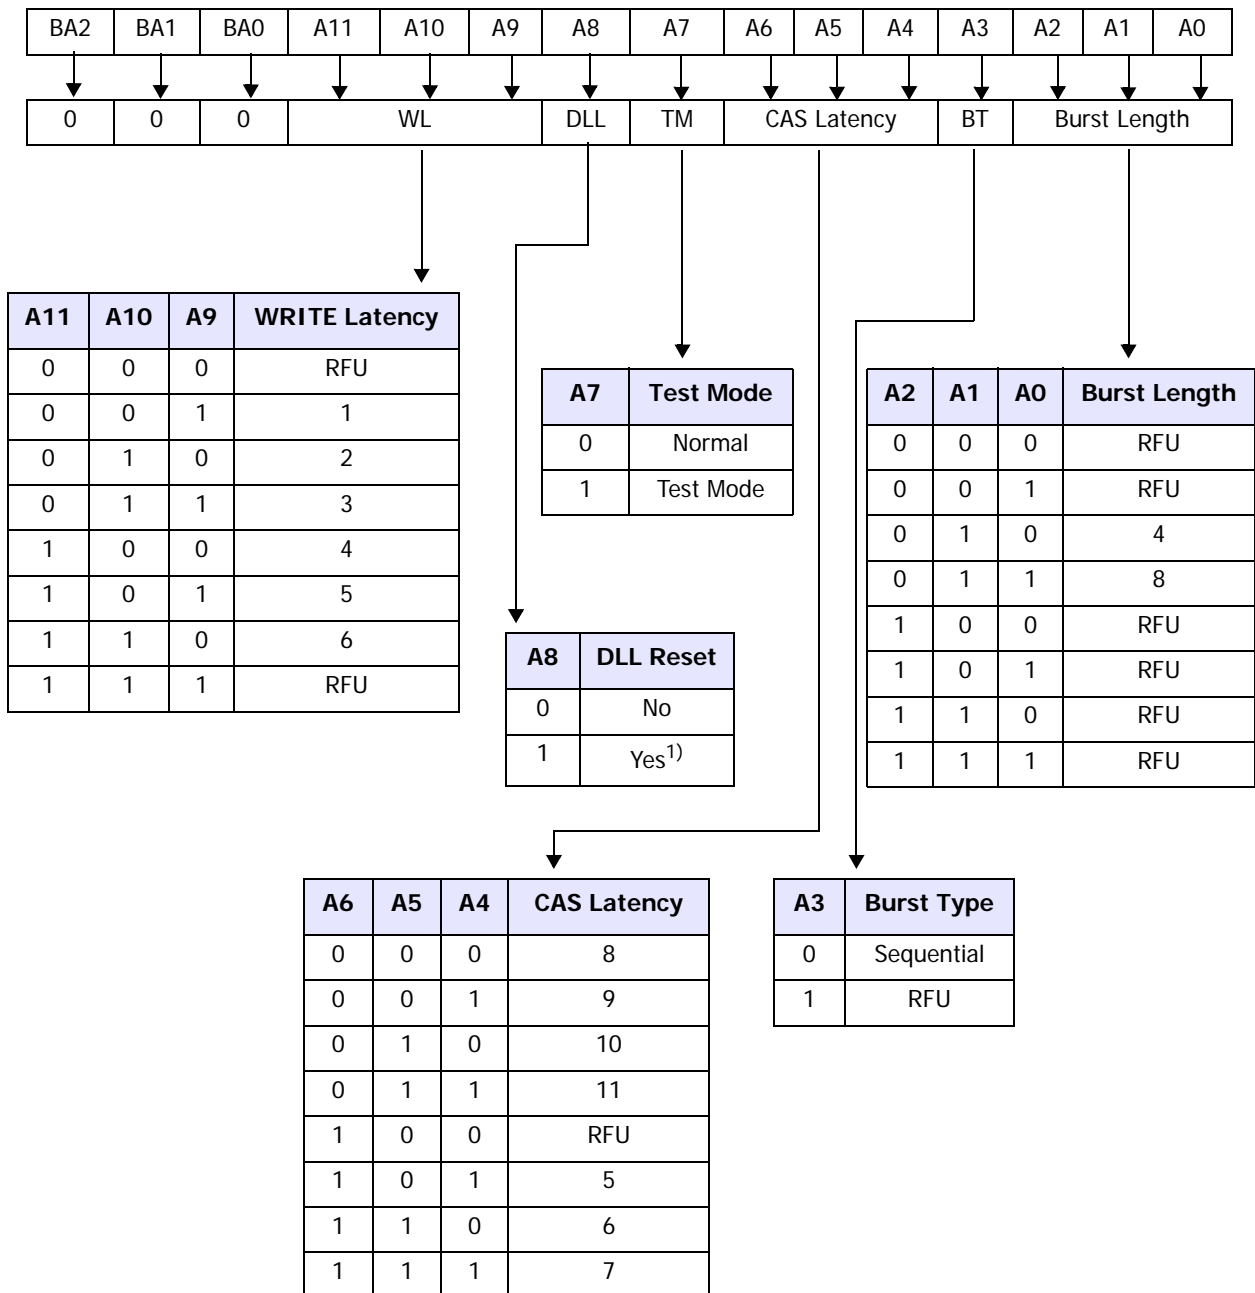 BA2 BA1 BA0 A11 A10 A9 A8 A7 A6 A5 A4 A3 A2 A1 A0
0 0 0 WL DLL TM CAS Latency BT Burst Length
A11 A10 A9 WRITE Latency
0 0 0 RFU
0 0 1 1
0 1 0 2
0 1 1 3
1 0 0 4
1 0 1 5
1 1 0 6
1 1 1 RFU
A7 Test Mode
0 Normal
1 Test Mode
A2 A1 A0 Burst Length
0 0 0 RFU
0 0 1 RFU
0 1 0 4
0 1 1 8
1 0 0 RFU
1 0 1 RFU
1 1 0 RFU
1 1 1 RFU
A8 DLL Reset
0 No
1 Yes1)
A6 A5 A4 CAS Latency
0 0 0 8
0 0 1 9
0 1 0 10
0 1 1 11
1 0 0 RFU
1 0 1 5
1 1 0 6
1 1 1 7
A3 Burst Type
0 Sequential
1 RFU